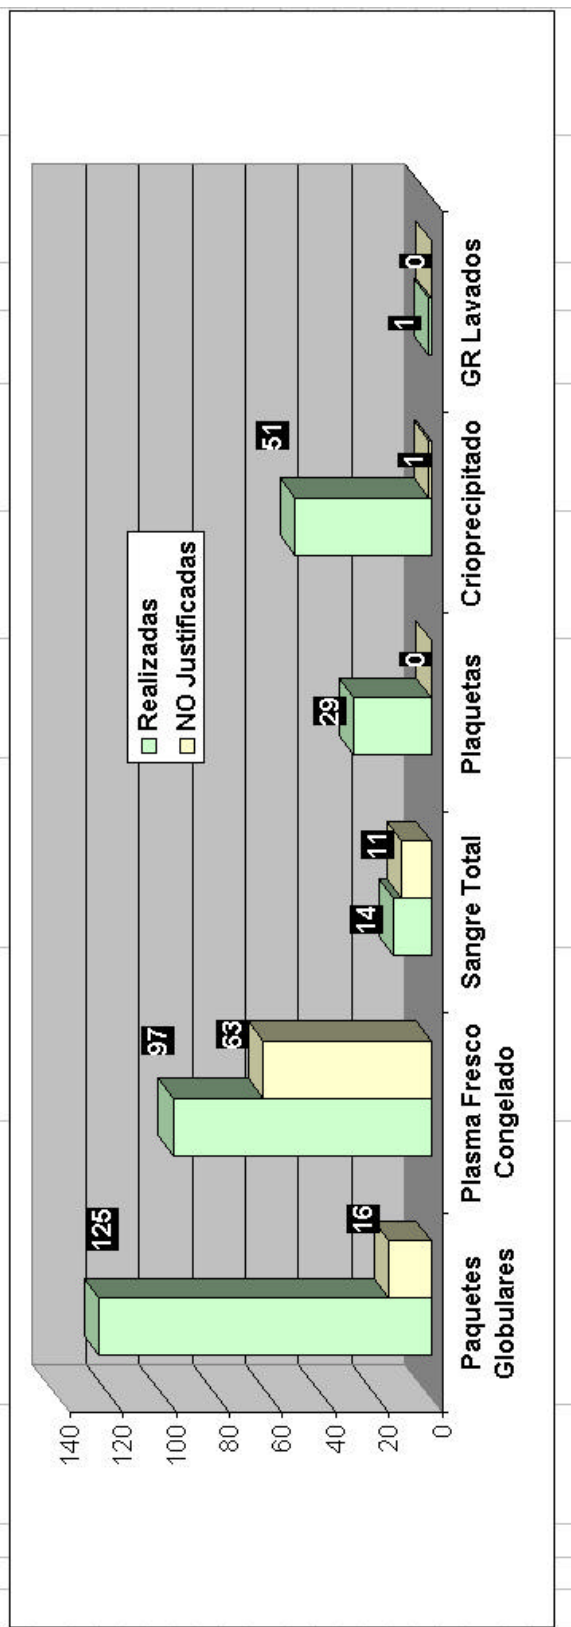 140
120
100
80
60
40
20
0
125
16
97
63
14
11
29
0
51
1
1
0
Realizadas
NO Justificadas
Paquetes
Globulares
Plasma Fresco
Congelado
Sangre Total
Plaquetas
Crioprecipitado
GR Lavados